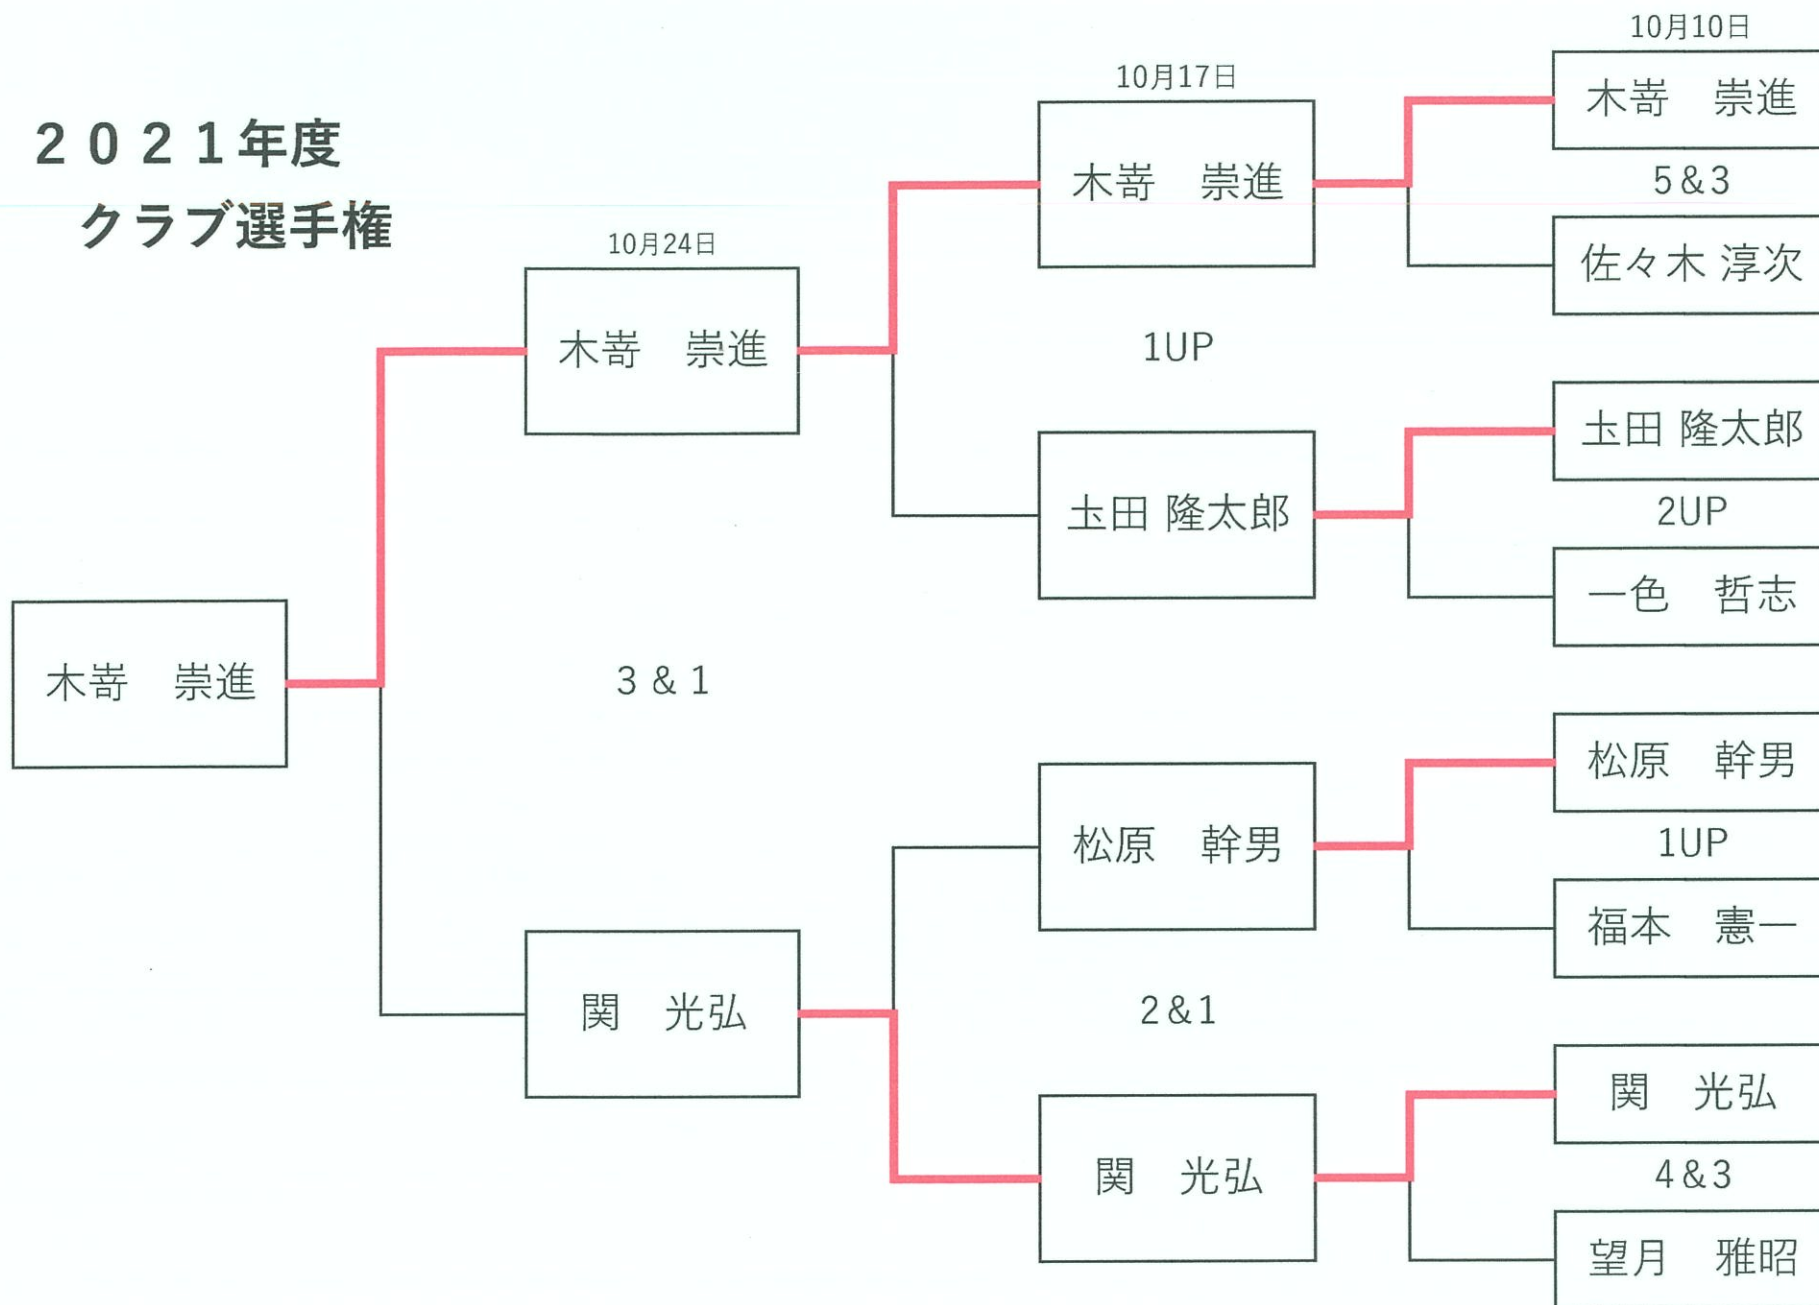 ２０２１年度
クラブ選手権
10月10日
10月17日
10月24日
木嵜　崇進
5&3
佐々木 淳次
木嵜　崇進
1UP
圡田 隆太郎
2UP
一色　哲志
圡田 隆太郎
木嵜　崇進
木嵜　崇進
3 & 1
松原　幹男
1UP
福本　憲一
松原　幹男
2&1
関　光弘
関　光弘
4&3
望月　雅昭
関　光弘